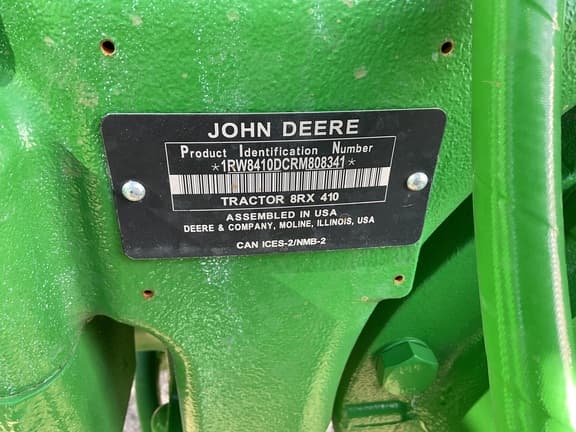 JOHN DEERE
Product Identification Number
*1RW8410DCRM808341*
TRACTOR 8RX 410
ASSEMBLED IN USA
DEERE & COMPANY, MOLINE, ILLINOIS, USA
CAN ICES-2/NMB-2